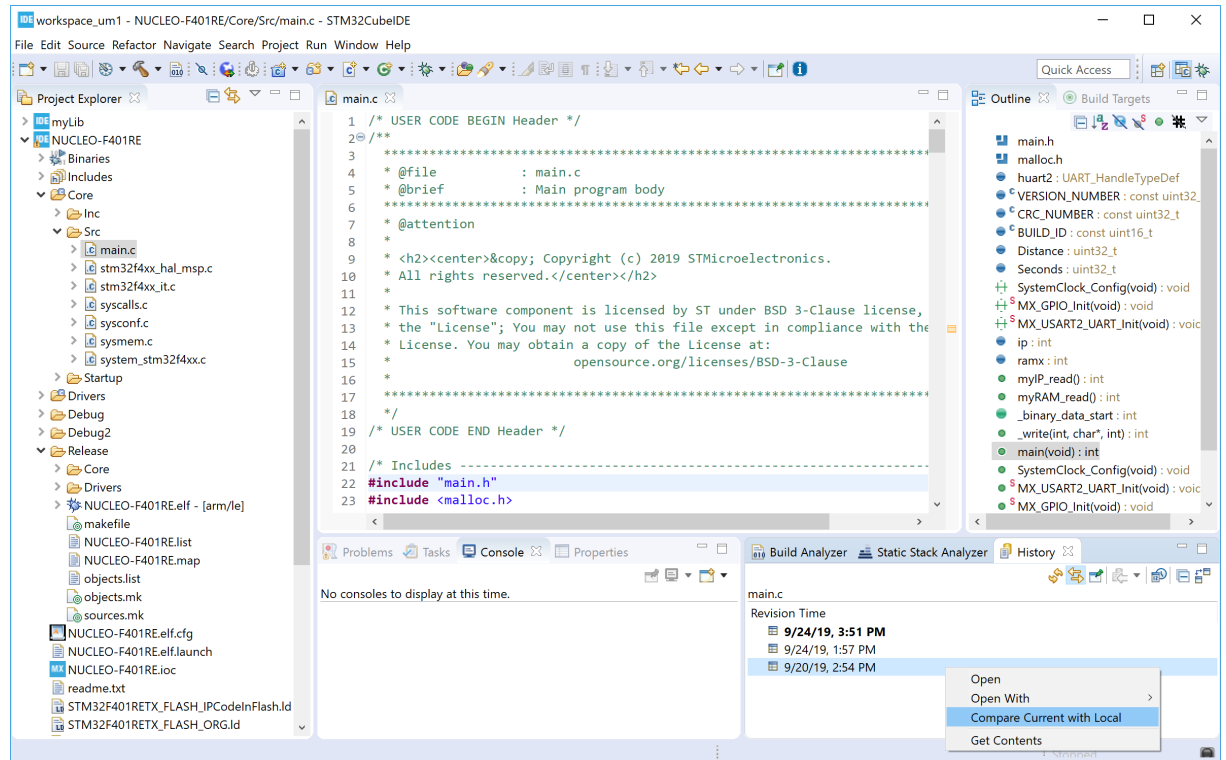 IDE workspace_um1 - NUCLEO-F401RE/Core/Src/main.c - STM32CubeIDE
File Edit Source Refactor Navigate Search Project Run Window Help
Quick Access
Project Explorer
myLib
NUCLEO-F401RE
Binaries
Includes
Core
Inc
Src
main.c
stm32f4xx_hal_msp.c
stm32f4xx_it.c
syscalls.c
sysconf.c
sysmem.c
system_stm32f4xx.c
Startup
Drivers
Debug
Debug2
Release
Core
Drivers
NUCLEO-F401RE.elf - [arm/le]
makefile
NUCLEO-F401RE.list
NUCLEO-F401RE.map
objects.list
objects.mk
sources.mk
NUCLEO-F401RE.elf.cfg
NUCLEO-F401RE.elf.launch
MX NUCLEO-F401RE.ioc
readme.txt
STM32F401RETX_FLASH_IPCodeInFlash.ld
STM32F401RETX_FLASH_ORG.ld
main.c
1 /* USER CODE BEGIN Header */
2 /**
3 ******************************************************************************
4 * @file : main.c
5 * @brief : Main program body
6 ******************************************************************************
7 * @attention
8 *
9 * <h2><center>&copy; Copyright (c) 2019 STMicroelectronics.
10 * All rights reserved.</center></h2>
11 *
12 * This software component is licensed by ST under BSD 3-Clause license,
13 * the "License"; You may not use this file except in compliance with the
14 * License. You may obtain a copy of the License at:
15 * opensource.org/licenses/BSD-3-Clause
16 *
17 ******************************************************************************
18 */
19 /* USER CODE END Header */
20
21 /* Includes ------------------------------------------------------------------
22 #include "main.h"
23 #include <malloc.h>
Outline Build Targets
main.h
malloc.h
huart2 : UART_HandleTypeDef
VERSION_NUMBER : const uint32_
CRC_NUMBER : const uint32_t
BUILD_ID : const uint16_t
Distance : uint32_t
Seconds : uint32_t
SystemClock_Config(void) : void
MX_GPIO_Init(void) : void
MX_USART2_UART_Init(void) : void
ip : int
ramx : int
myIP_read() : int
myRAM_read() : int
_binary_data_start : int
_write(int, char*, int) : int
main(void) : int
SystemClock_Config(void) : void
MX_USART2_UART_Init(void) : void
MX_GPIO_Init(void) : void
Problems Tasks Console Properties
No consoles to display at this time.
Build Analyzer Static Stack Analyzer History
main.c
Revision Time
9/24/19, 3:51 PM
9/24/19, 1:57 PM
9/20/19, 2:54 PM
Open
Open With
Compare Current with Local
Get Contents